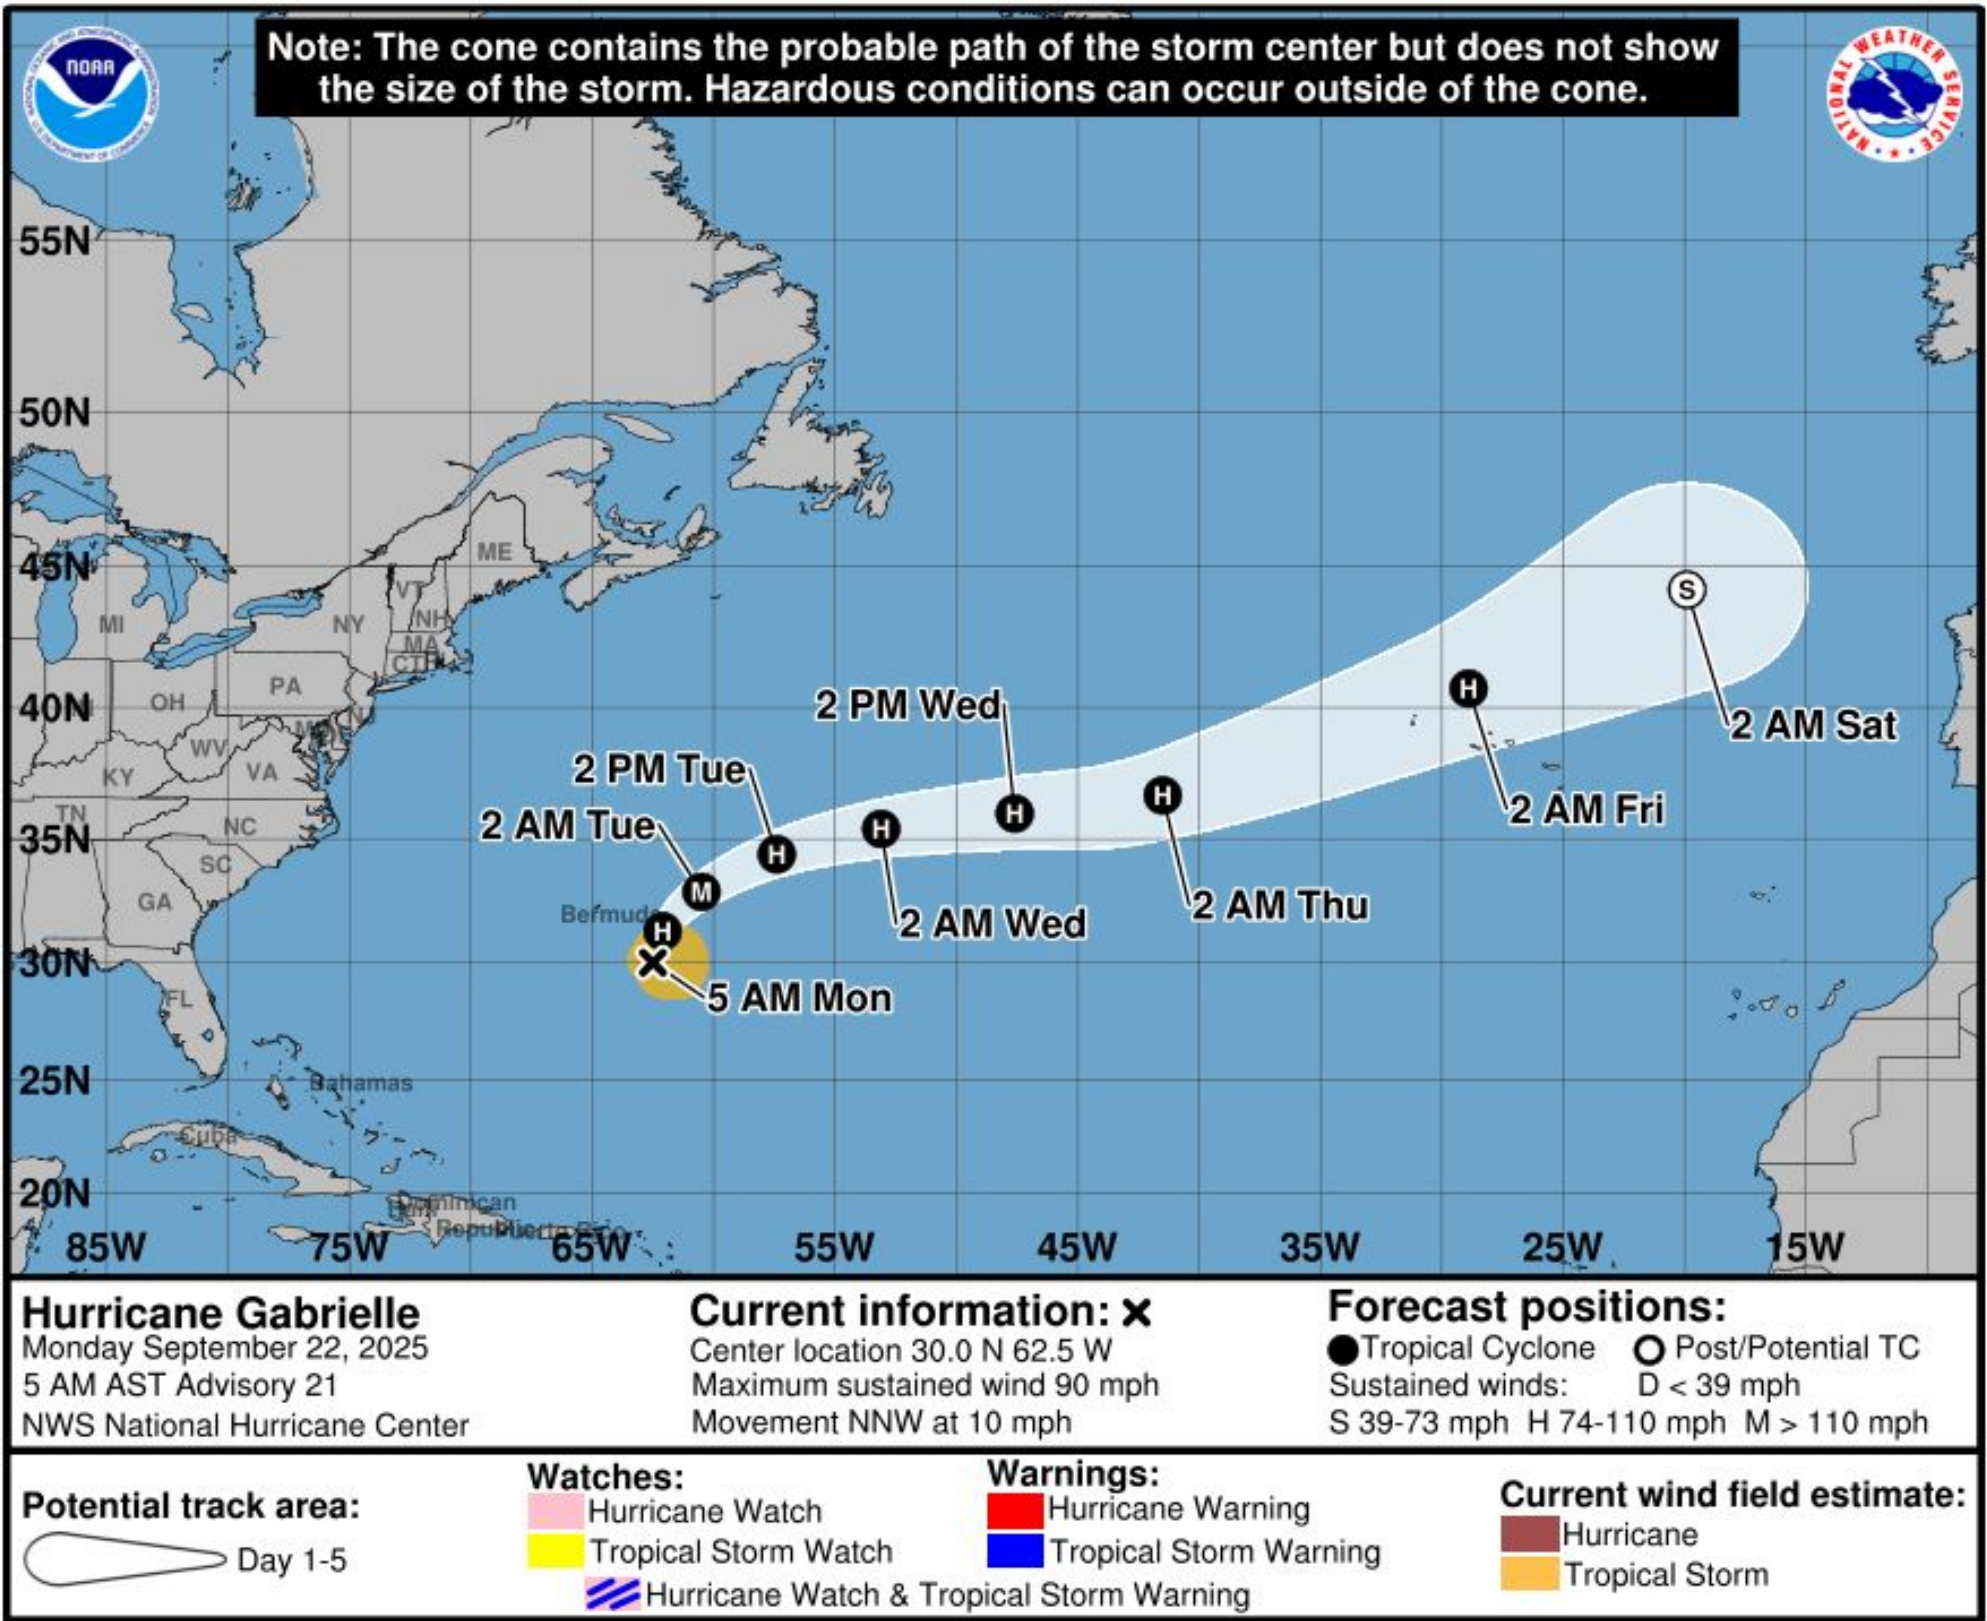 Note: The cone contains the probable path of the storm center but does not show
the size of the storm. Hazardous conditions can occur outside of the cone.
NOAA
NATIONAL WEATHER SERVICE
55N
50N
45N
40N
35N
30N
25N
20N
85W 75W 65W 55W 45W 35W 25W 15W
ME
VT
NH
MA
CT
NY
MI
PA
OH
NJ
WV
VA
KY
TN
NC
SC
GA
FL
Bahamas
Cuba
Dominican
Republic
Puerto Rico
Bermuda
H
M
H
H
H
H
H
S
5 AM Mon
2 AM Tue
2 PM Tue
2 AM Wed
2 PM Wed
2 AM Thu
2 AM Fri
2 AM Sat
Hurricane Gabrielle
Monday September 22, 2025
5 AM AST Advisory 21
NWS National Hurricane Center
Current information: ×
Center location 30.0 N 62.5 W
Maximum sustained wind 90 mph
Movement NNW at 10 mph
Forecast positions:
Tropical Cyclone Post/Potential TC
Sustained winds: D < 39 mph
S 39-73 mph H 74-110 mph M > 110 mph
Potential track area:
Day 1-5
Watches:
Hurricane Watch
Tropical Storm Watch
Warnings:
Hurricane Warning
Tropical Storm Warning
Hurricane Watch & Tropical Storm Warning
Current wind field estimate:
Hurricane
Tropical Storm